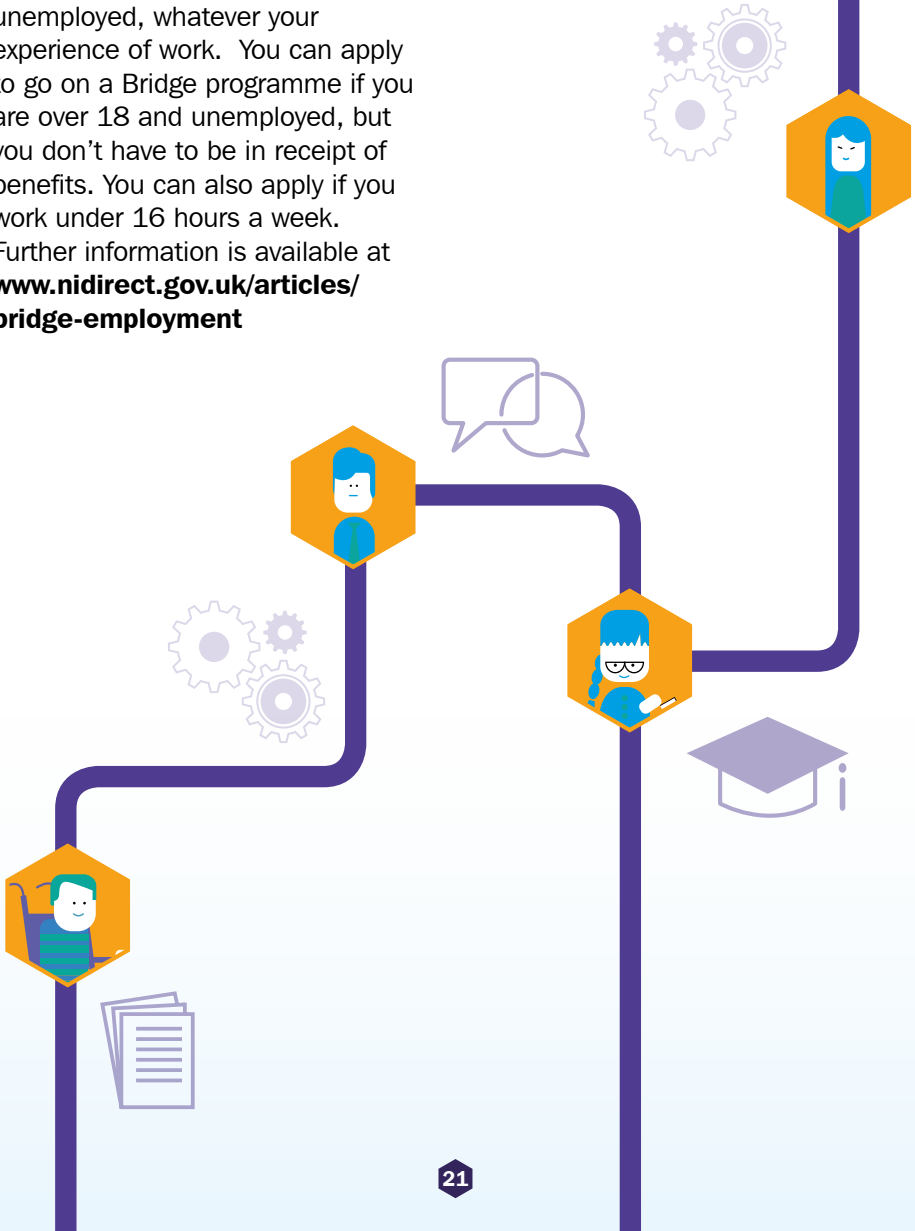 unemployed, whatever your
experience of work.  You can apply
to go on a Bridge programme if you
are over 18 and unemployed, but
you don't have to be in receipt of
benefits. You can also apply if you
work under 16 hours a week.
Further information is available at
www.nidirect.gov.uk/articles/
bridge-employment
21